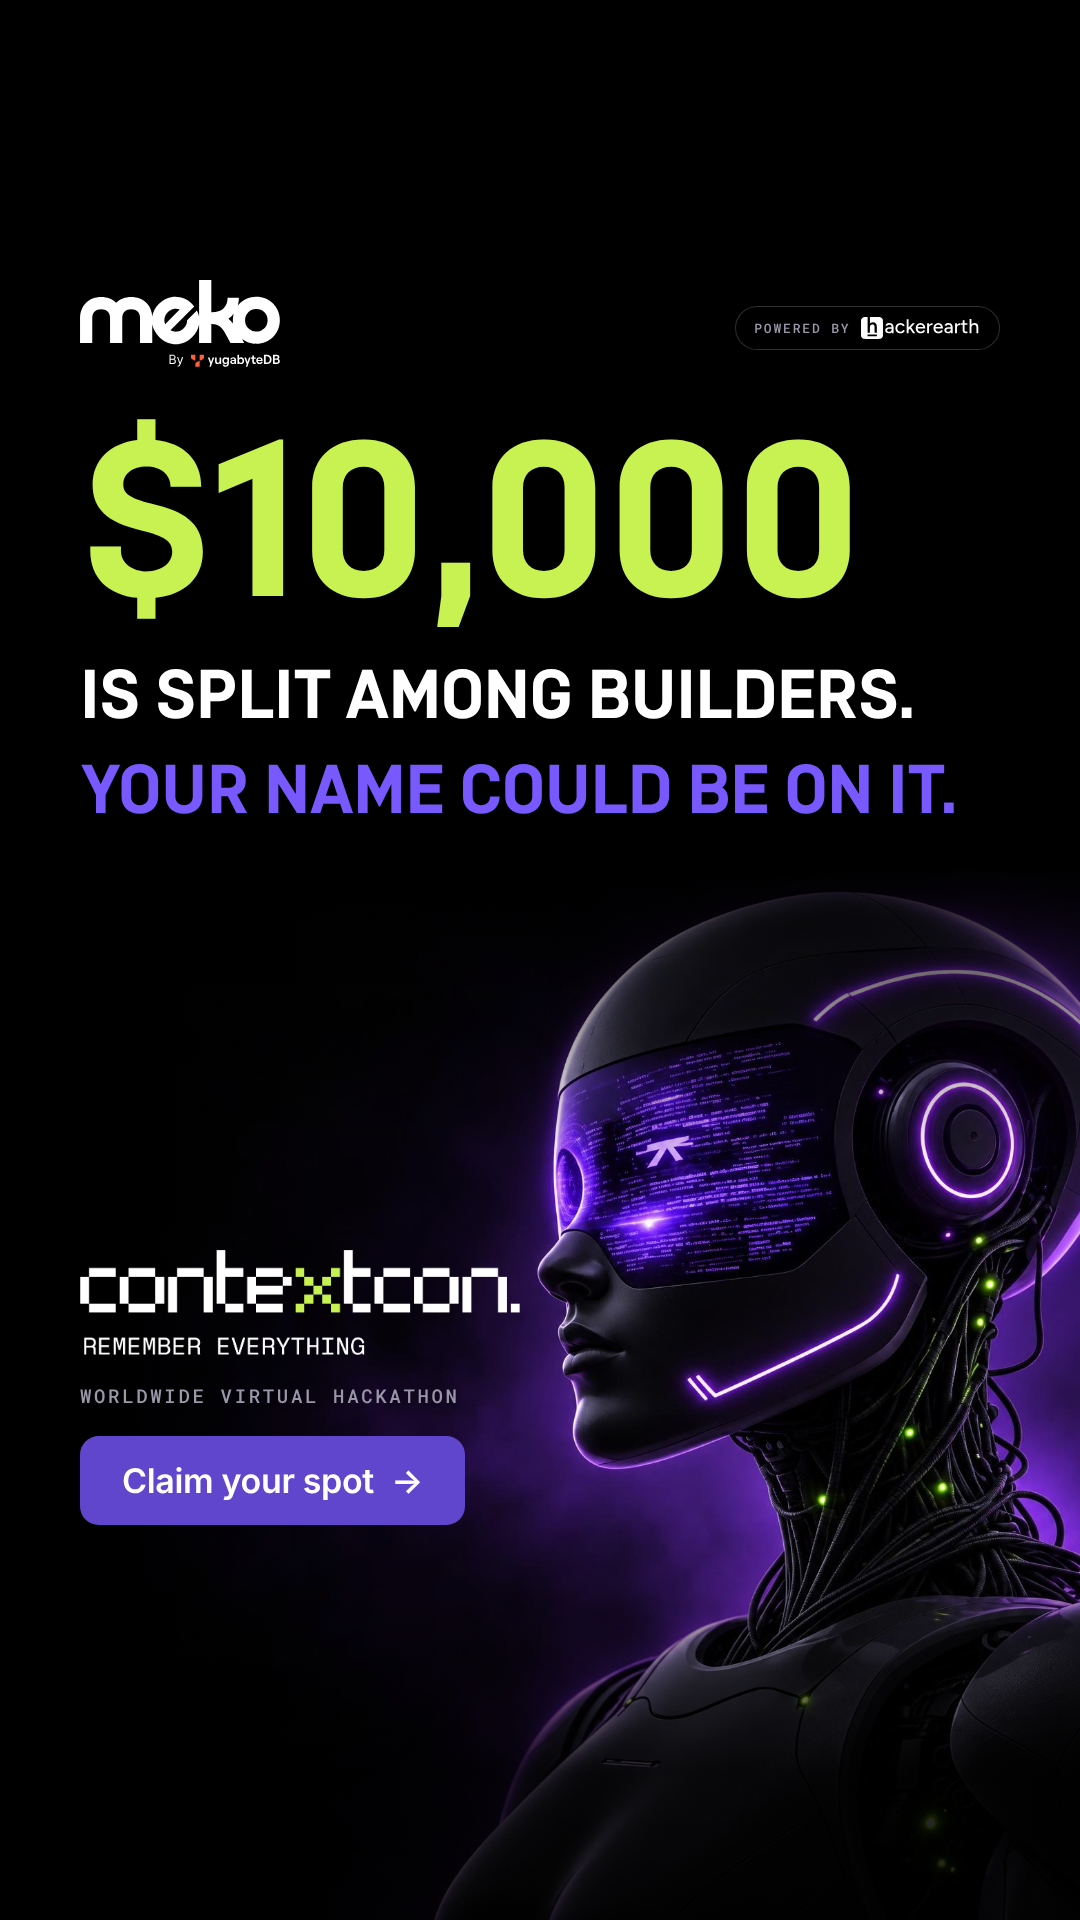 meko
By yugabyteDB
POWERED BY hackerearth
$10,000
IS SPLIT AMONG BUILDERS.
YOUR NAME COULD BE ON IT.
contextcon.
REMEMBER EVERYTHING
WORLDWIDE VIRTUAL HACKATHON
Claim your spot →